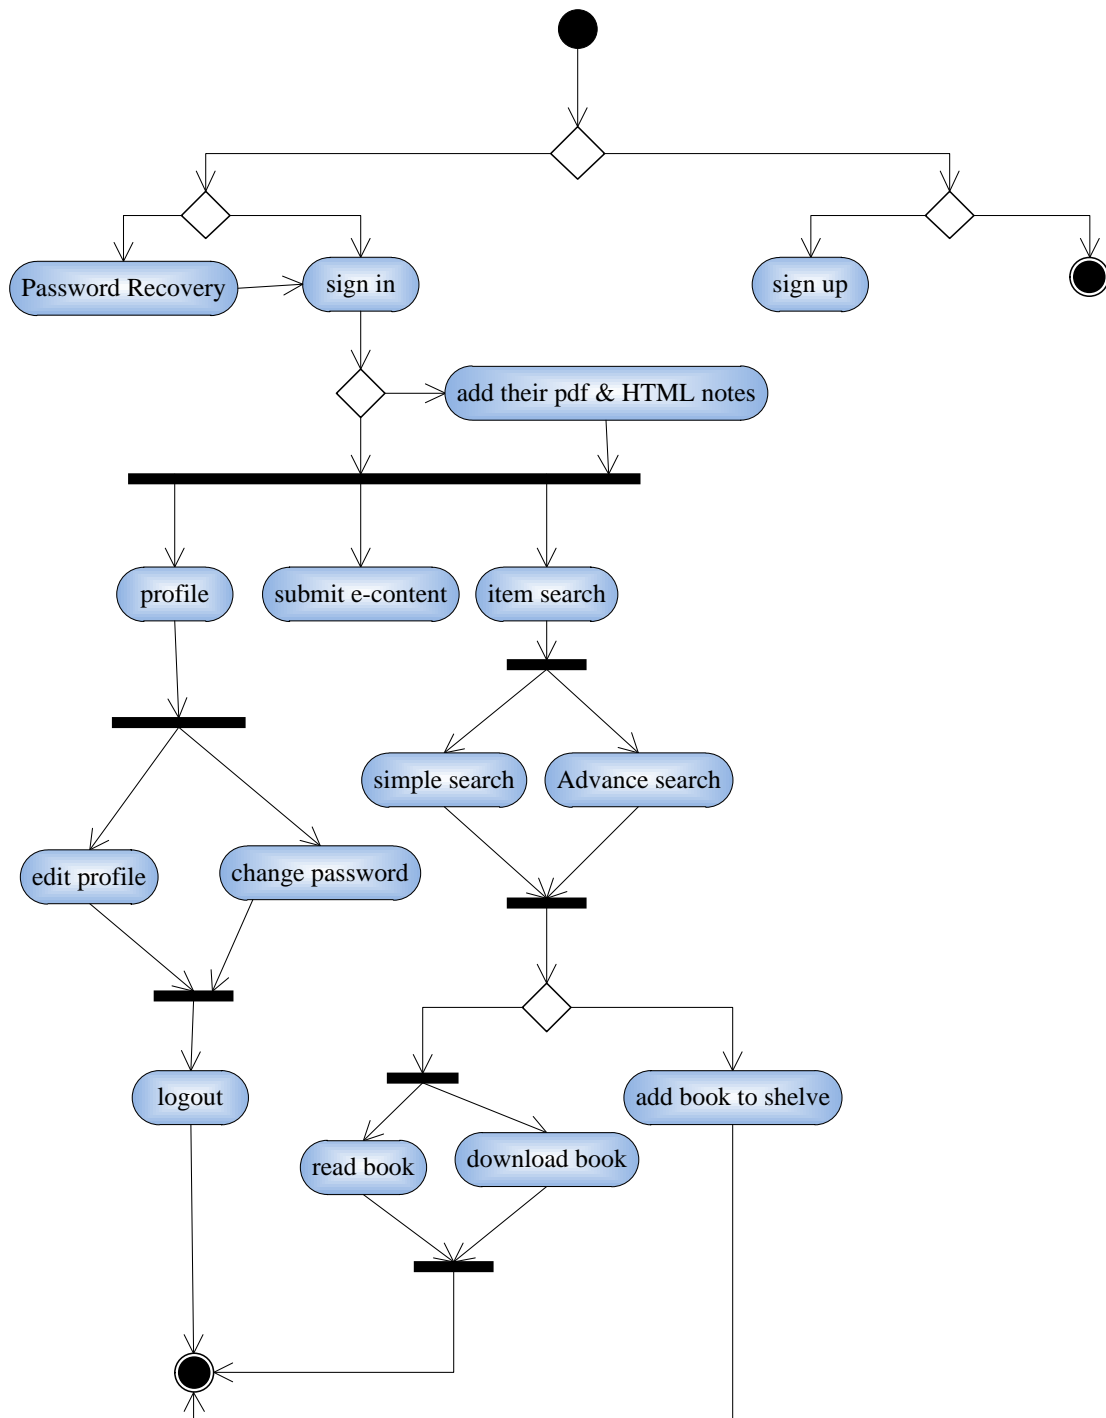 Password Recovery
sign in
sign up
add their pdf & HTML notes
profile
submit e-content
item search
simple search
Advance search
edit profile
change password
logout
add book to shelve
read book
download book